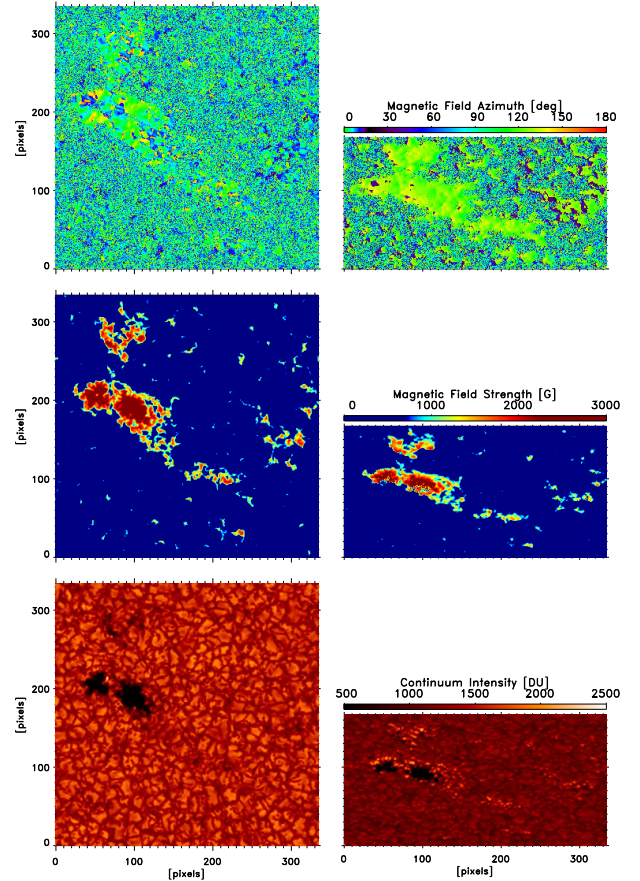 300
200
100
0
[pixels]
Magnetic Field Azimuth [deg]
0 30 60 90 120 150 180
300
200
100
0
[pixels]
Magnetic Field Strength [G]
0 1000 2000 3000
300
200
100
0
[pixels]
0 100 200 300
[pixels]
Continuum Intensity [DU]
500 1000 1500 2000 2500
0 100 200 300
[pixels]